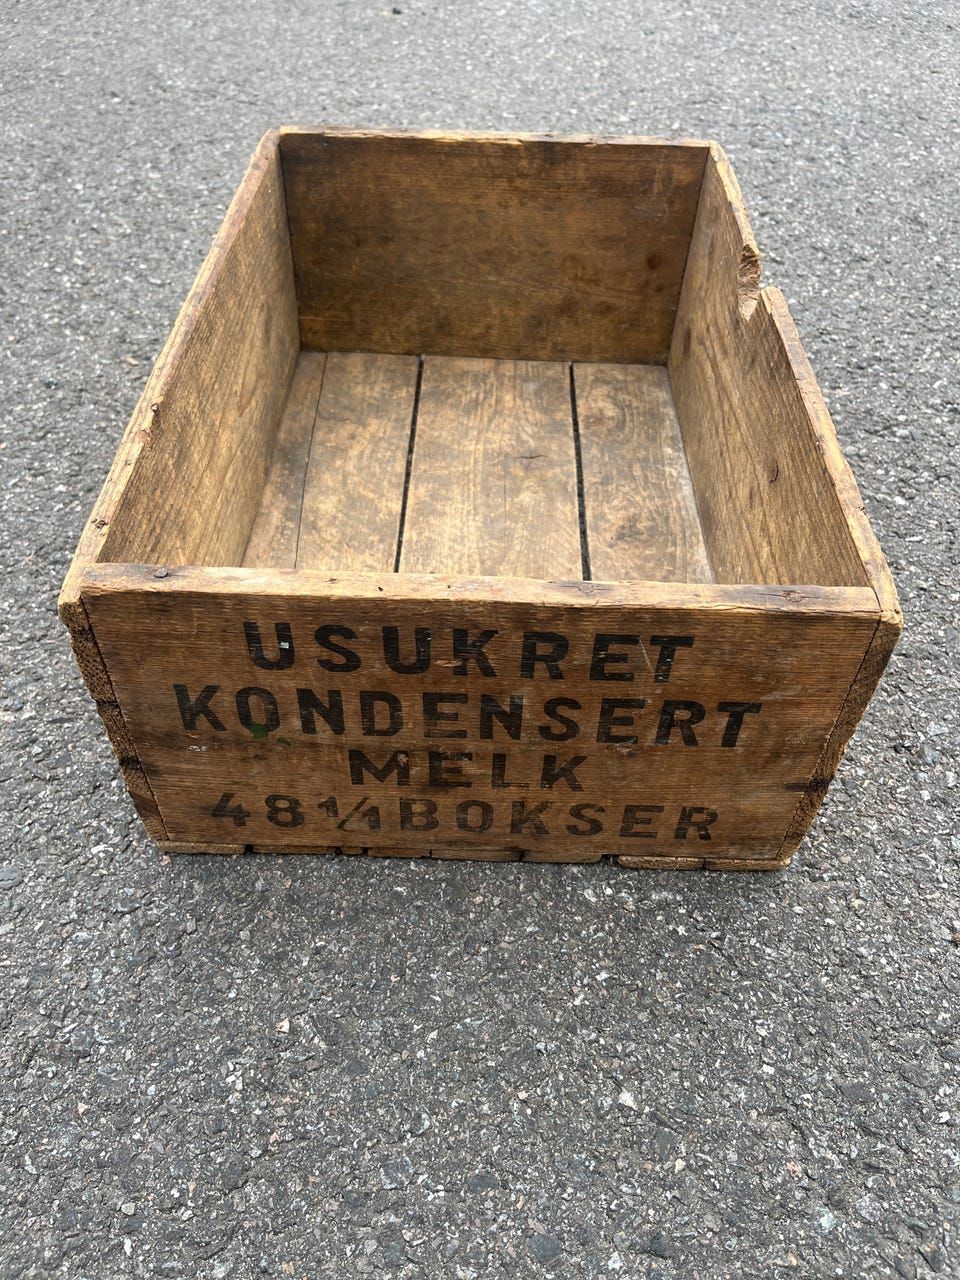 USUKRET
KONDENSERT
MELK
48 1/1 BOKSER